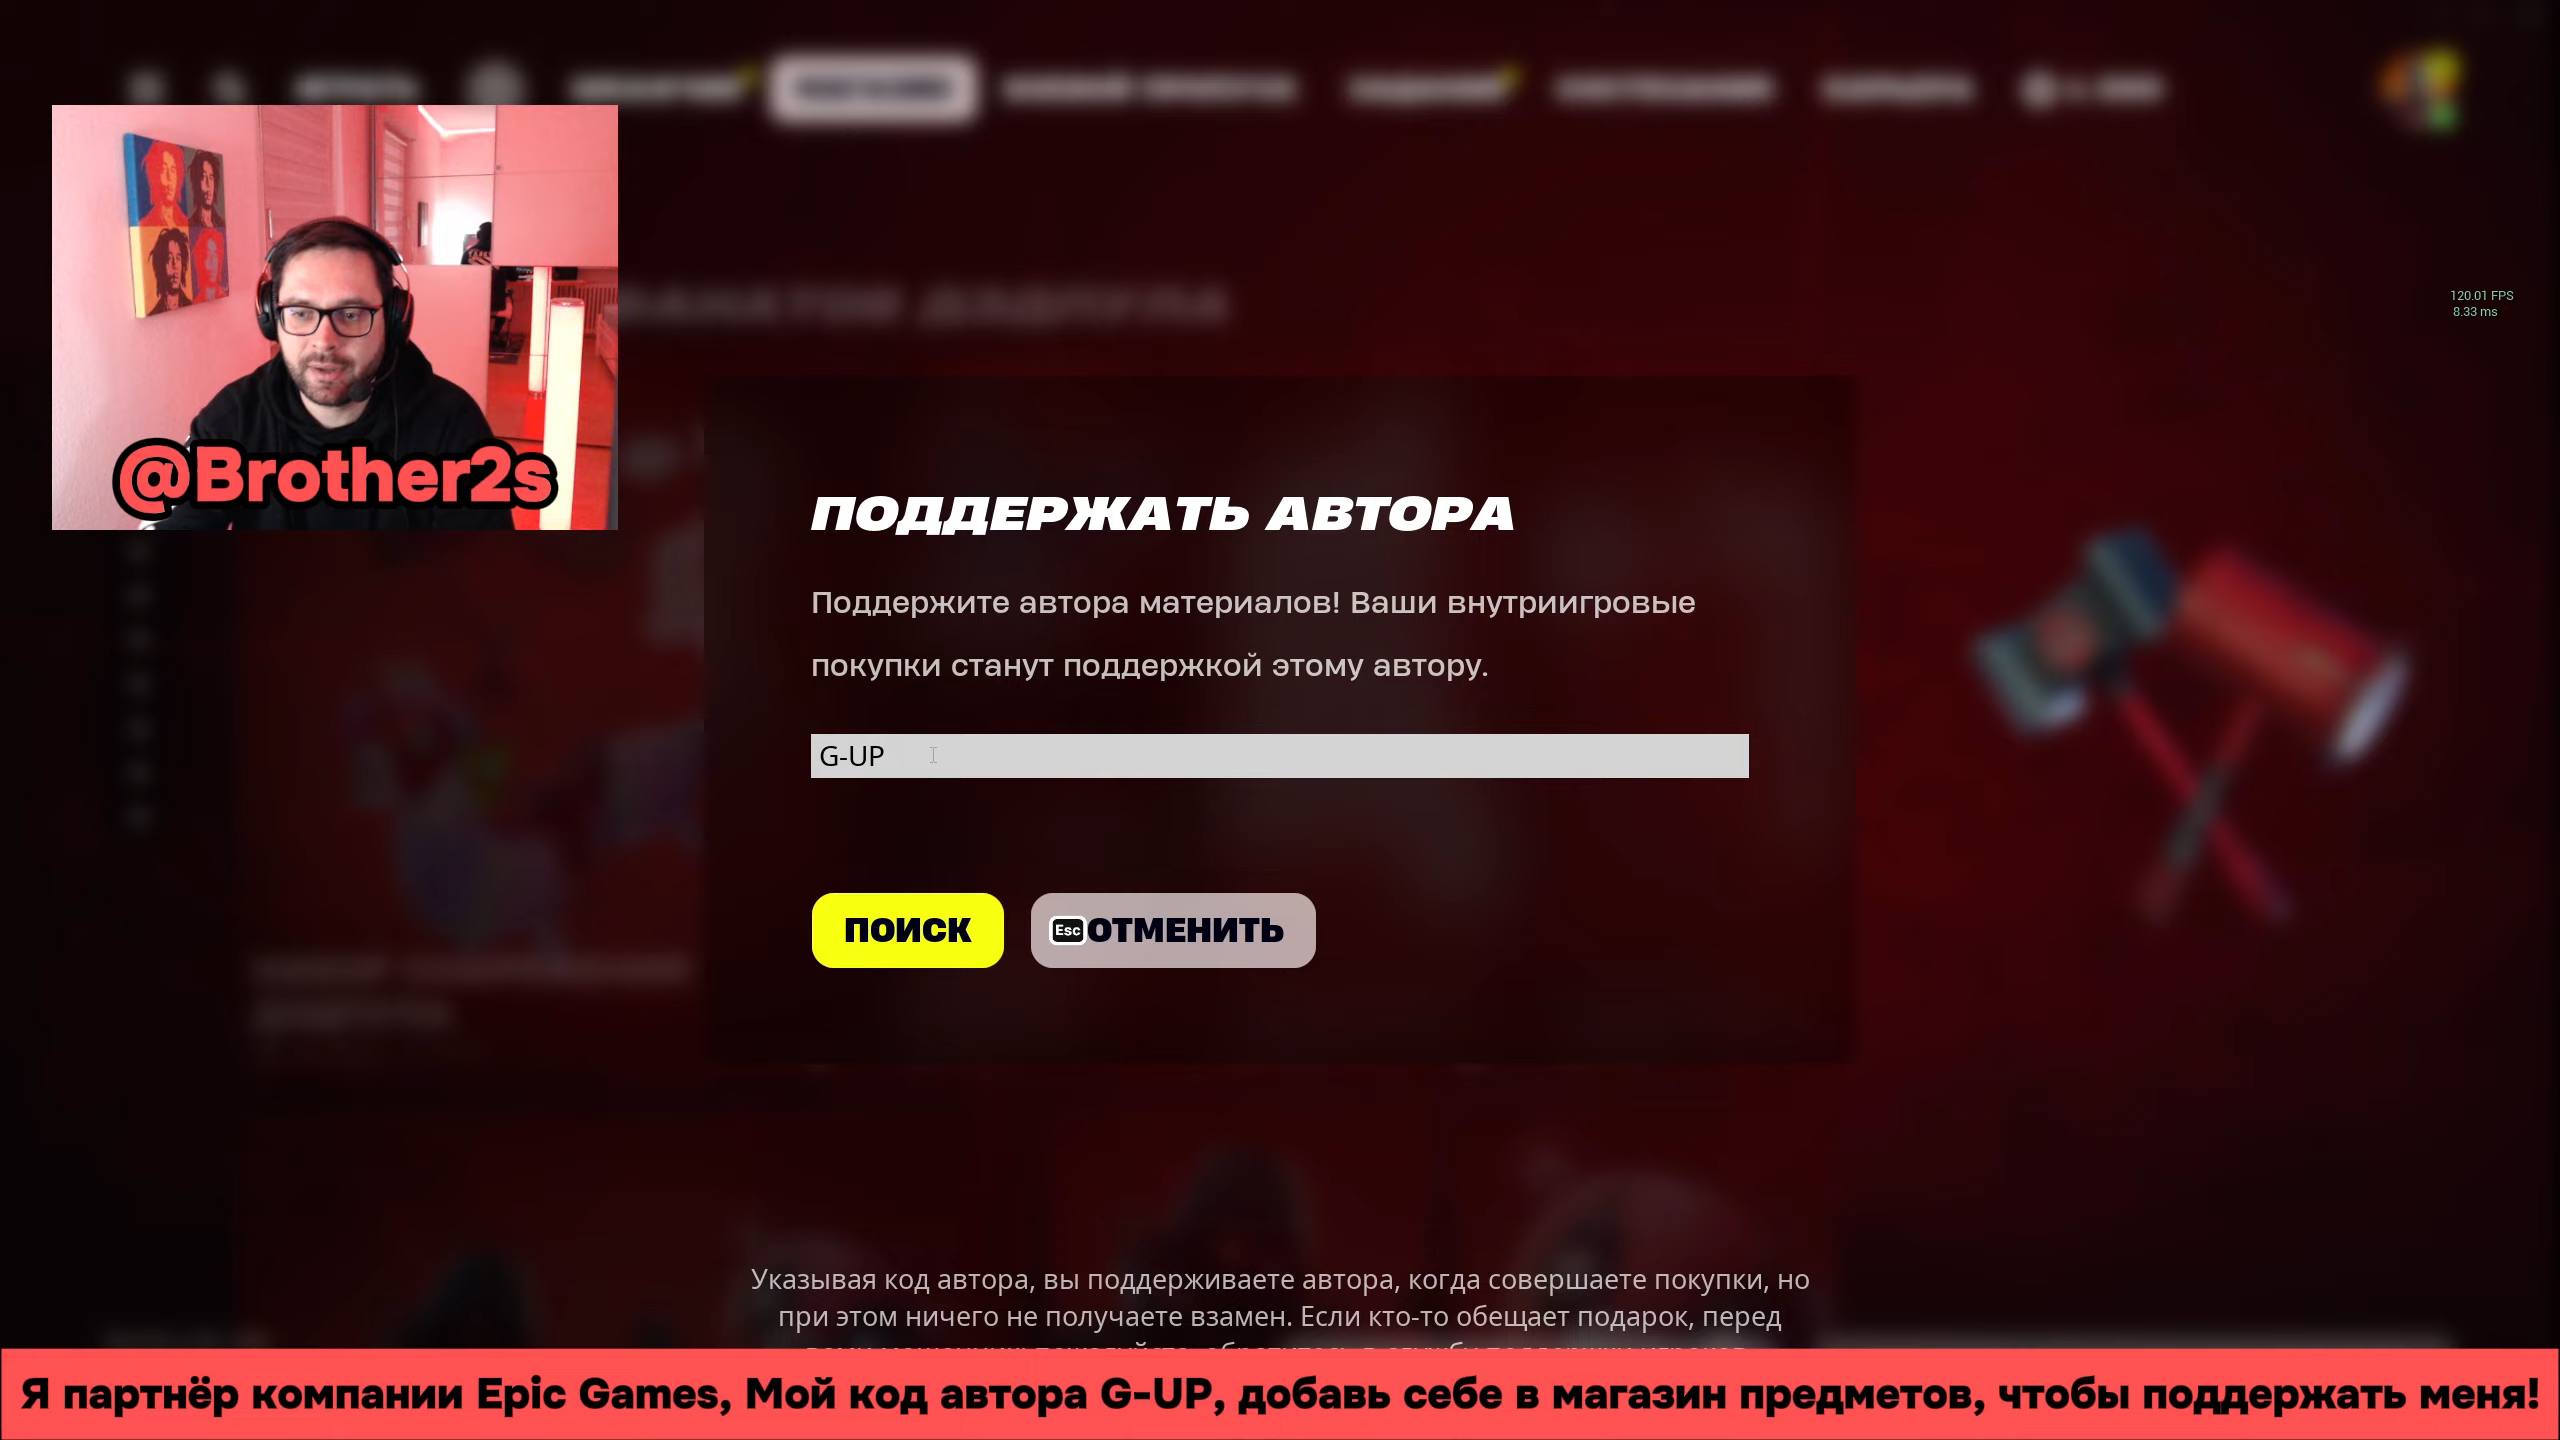 @Brother2s
120.01 FPS
8.33 ms
ПОДДЕРЖАТЬ АВТОРА
Поддержите автора материалов! Ваши внутриигровые
покупки станут поддержкой этому автору.
G-UP
ПОИСК
Esc ОТМЕНИТЬ
Указывая код автора, вы поддерживаете автора, когда совершаете покупки, но
при этом ничего не получаете взамен. Если кто-то обещает подарок, перед
Я партнёр компании Epic Games, Мой код автора G-UP, добавь себе в магазин предметов, чтобы поддержать меня!